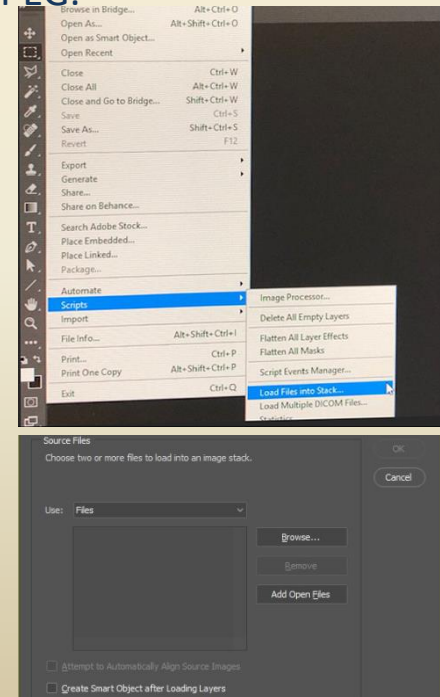 PEG.
Browse in Bridge... Alt+Ctrl+O
Open As... Alt+Shift+Ctrl+O
Open as Smart Object...
Open Recent
Close Ctrl+W
Close All Alt+Ctrl+W
Close and Go to Bridge... Shift+Ctrl+W
Save Ctrl+S
Save As... Shift+Ctrl+S
Revert F12
Export
Generate
Share...
Share on Behance...
Search Adobe Stock...
Place Embedded...
Place Linked...
Package...
Automate
Scripts
Import
File Info... Alt+Shift+Ctrl+I
Print... Ctrl+P
Print One Copy Alt+Shift+Ctrl+P
Exit Ctrl+Q
Image Processor...
Delete All Empty Layers
Flatten All Layer Effects
Flatten All Masks
Script Events Manager...
Load Files into Stack...
Load Multiple DICOM Files...
Statistics...
Source Files
Choose two or more files to load into an image stack.
OK
Cancel
Use: Files
Browse...
Remove
Add Open Files
Attempt to Automatically Align Source Images
Create Smart Object after Loading Layers